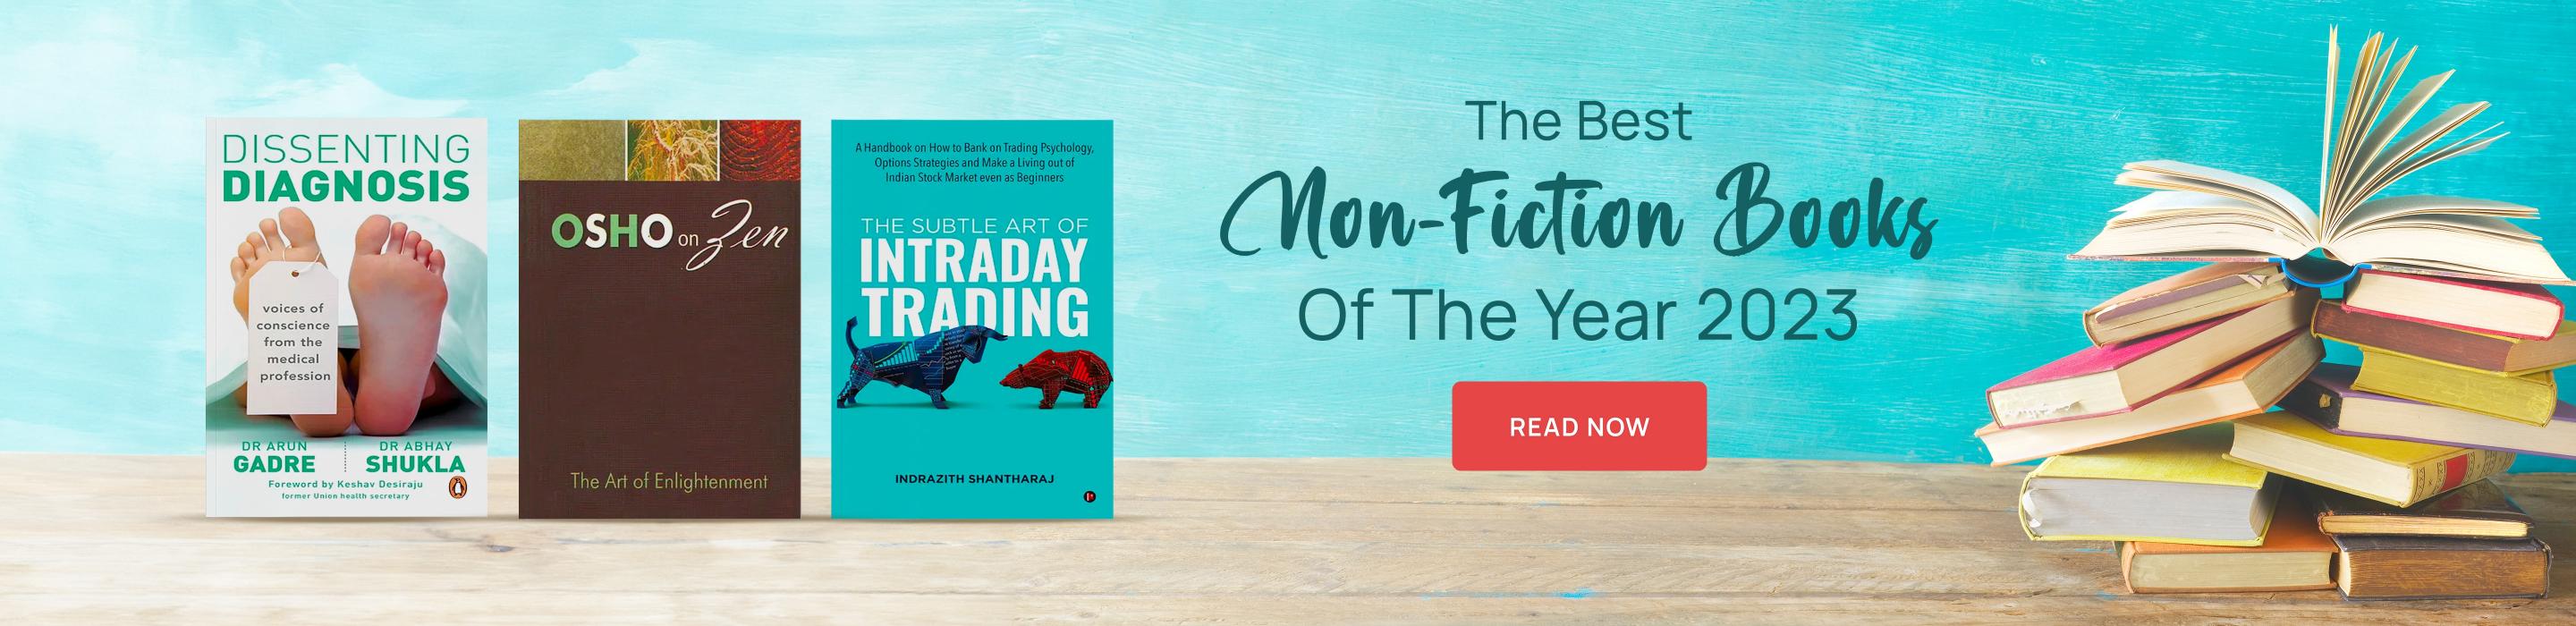 DISSENTING
DIAGNOSIS
voices of
conscience
from the
medical
profession
DR ARUN
GADRE
DR ABHAY
SHUKLA
Foreword by Keshav Desiraju
former Union health secretary
OSHO on Zen
The Art of Enlightenment
A Handbook on How to Bank on Trading Psychology,
Options Strategies and Make a Living out of
Indian Stock Market even as Beginners
THE SUBTLE ART OF
INTRADAY
TRADING
INDRAZITH SHANTHARAJ
The Best
Non-Fiction Books
Of The Year 2023
READ NOW